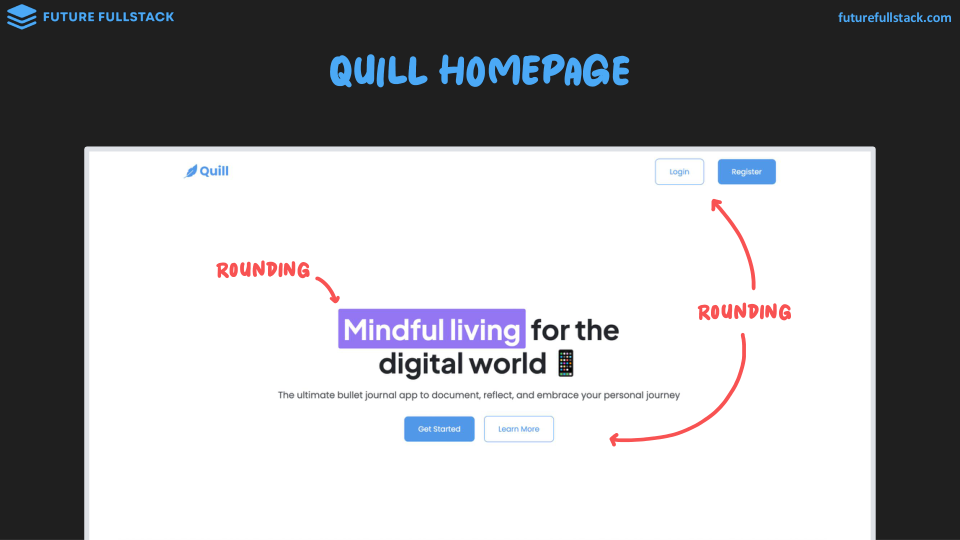 FUTURE FULLSTACK
futurefullstack.com
QUILL HOMEPAGE
Quill
Login
Register
ROUNDING
ROUNDING
Mindful living for the
digital world
The ultimate bullet journal app to document, reflect, and embrace your personal journey
Get Started
Learn More